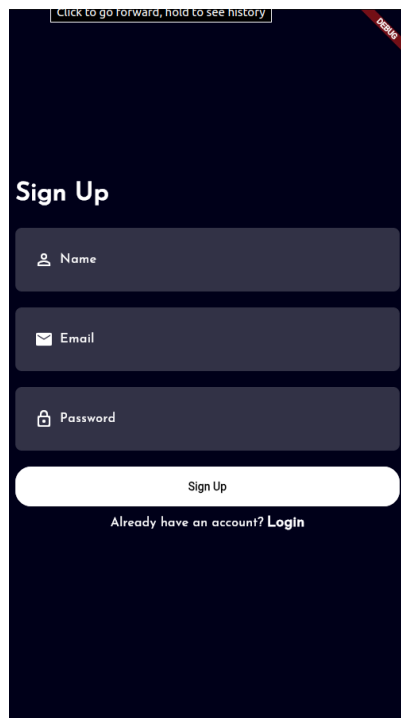 Click to go forward, hold to see history
DEBUG
Sign Up
Name
Email
Password
Sign Up
Already have an account? Login